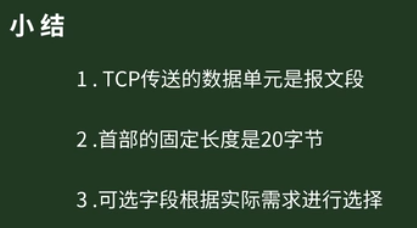 小结
1 . TCP传送的数据单元是报文段
2 .首部的固定长度是20字节
3 .可选字段根据实际需求进行选择